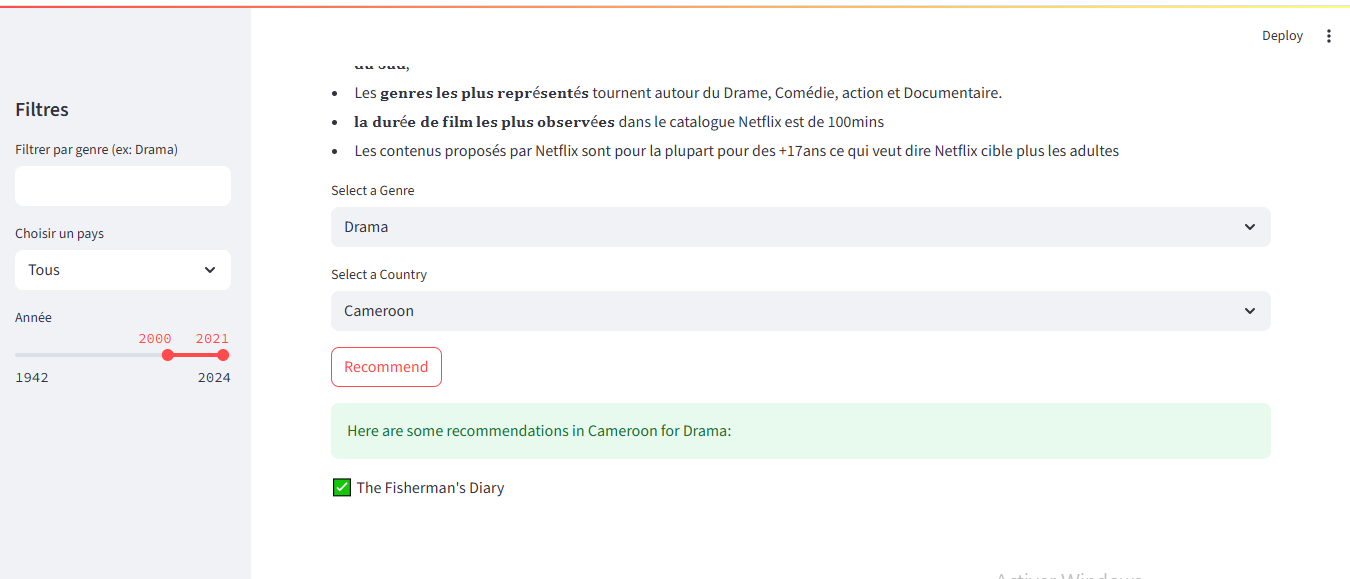 Deploy
Filtres
Filtrer par genre (ex: Drama)
Choisir un pays
Tous
Année
2000 2021
1942 2024
du Sud,
Les genres les plus représentés tournent autour du Drame, Comédie, action et Documentaire.
la durée de film les plus observées dans le catalogue Netflix est de 100mins
Les contenus proposés par Netflix sont pour la plupart pour des +17ans ce qui veut dire Netflix cible plus les adultes
Select a Genre
Drama
Select a Country
Cameroon
Recommend
Here are some recommendations in Cameroon for Drama:
The Fisherman's Diary
Activer Windows